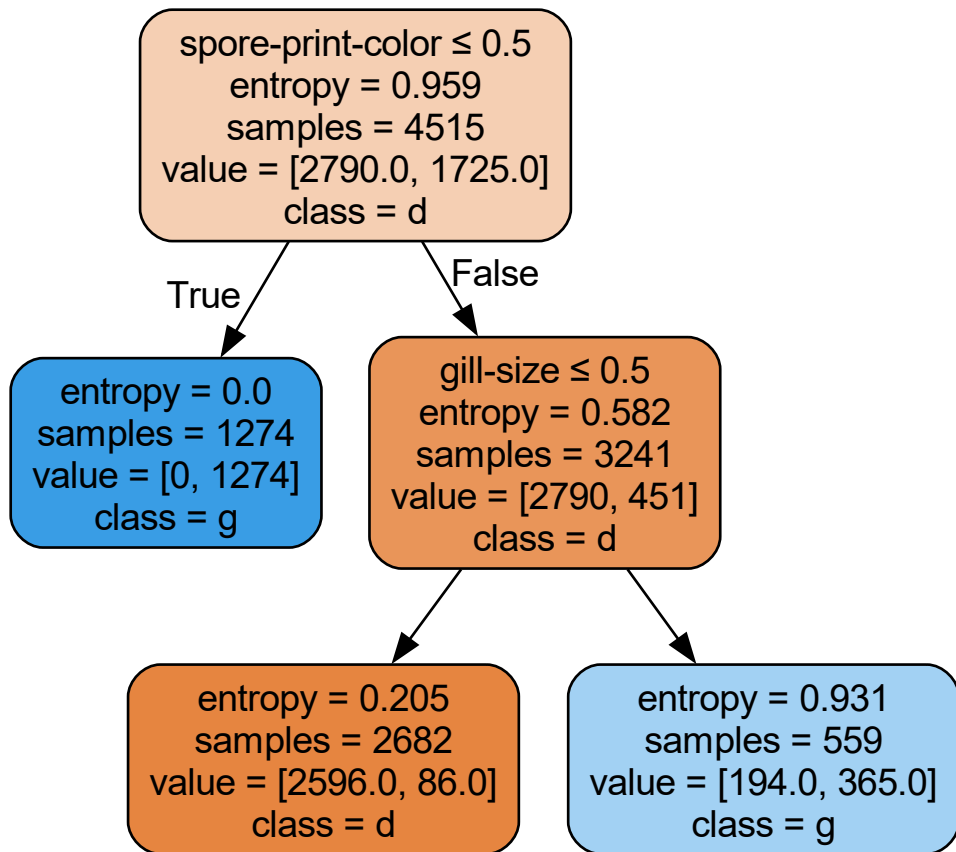 spore-print-color ≤ 0.5
entropy = 0.959
samples = 4515
value = [2790.0, 1725.0]
class = d
True
False
entropy = 0.0
samples = 1274
value = [0, 1274]
class = g
gill-size ≤ 0.5
entropy = 0.582
samples = 3241
value = [2790, 451]
class = d
entropy = 0.205
samples = 2682
value = [2596.0, 86.0]
class = d
entropy = 0.931
samples = 559
value = [194.0, 365.0]
class = g